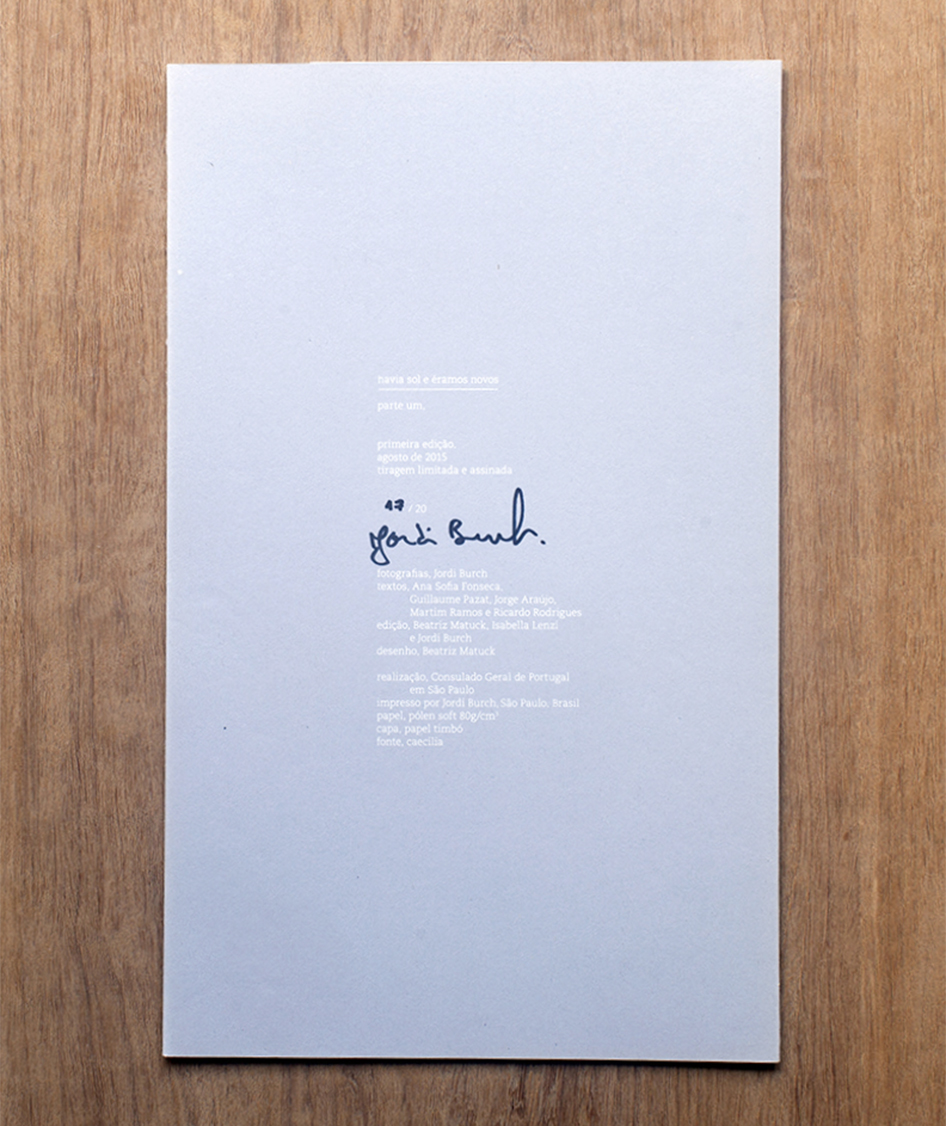 havia sol e éramos novos
parte um.
primeira edição.
agosto de 2015
tiragem limitada e assinada
17 / 20
Jordi Burch.
fotografias, Jordi Burch
textos, Ana Sofia Fonseca,
Guillaume Pazat, Jorge Araújo,
Martim Ramos e Ricardo Rodrigues
edição, Beatriz Matuck, Isabella Lenzi
e Jordi Burch
desenho, Beatriz Matuck
realização, Consulado Geral de Portugal
em São Paulo
impresso por Jordi Burch, São Paulo, Brasil
papel, pólen soft 80g/cm³
capa, papel timbó
fonte, caecilia